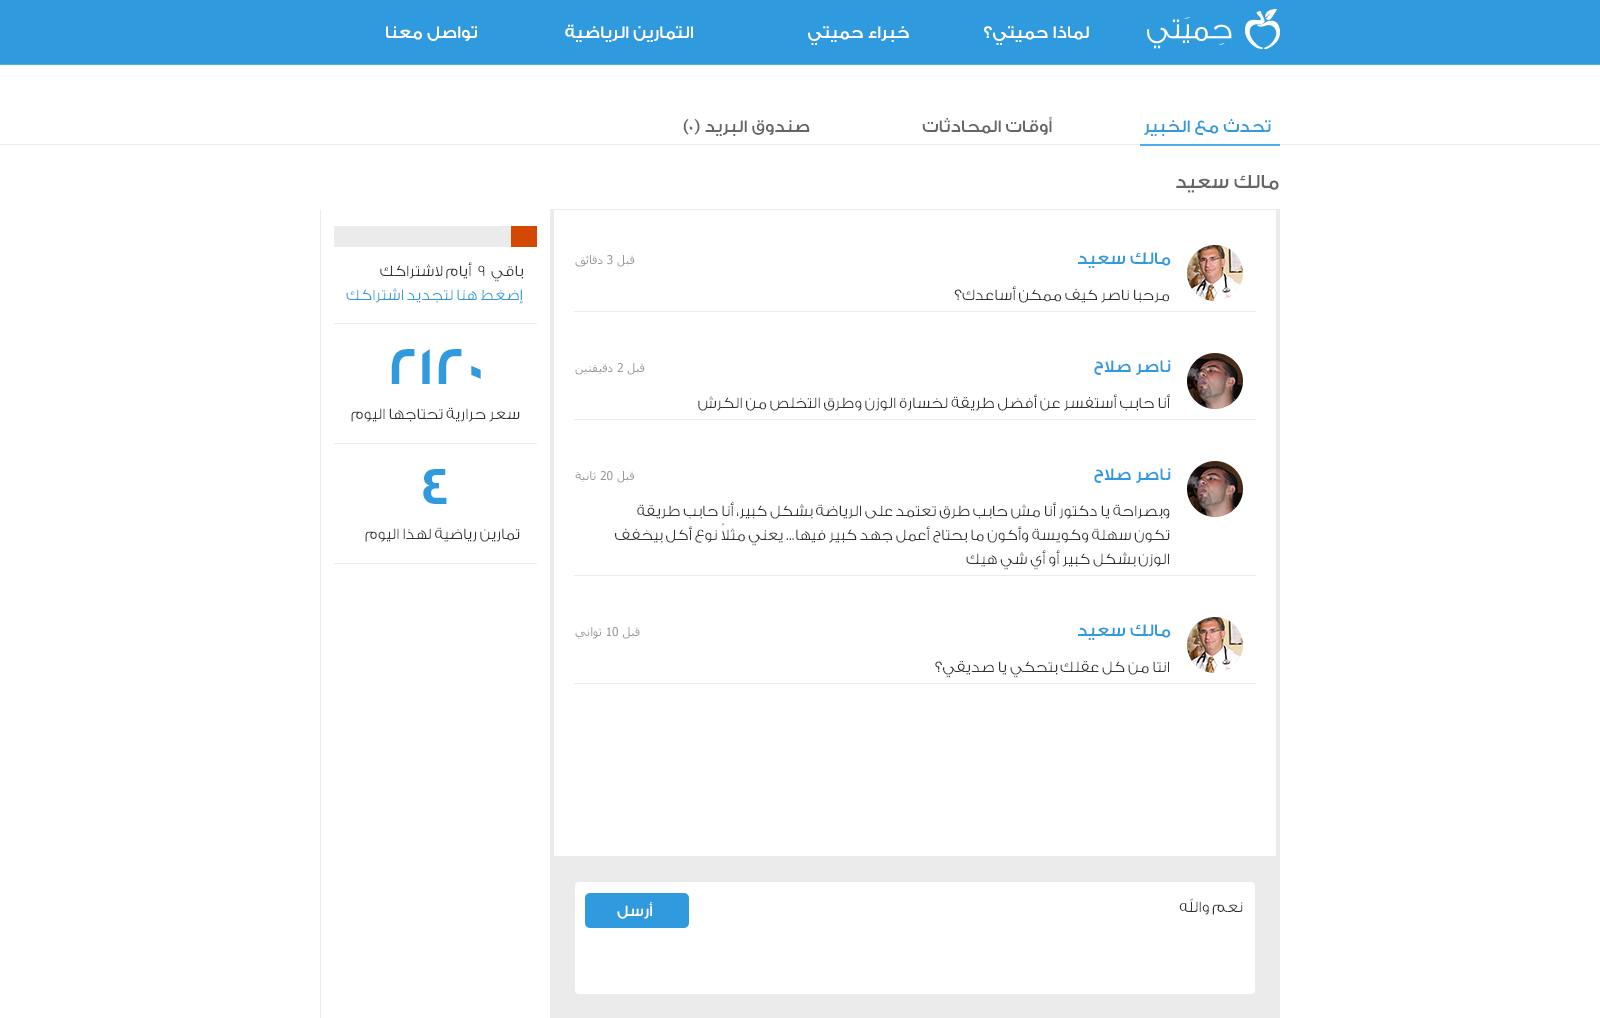 حِميَتي
لماذا حميتي؟
خبراء حميتي
التمارين الرياضية
تواصل معنا
تحدث مع الخبير
أوقات المحادثات
صندوق البريد (٠)
مالك سعيد
مالك سعيد
قبل 3 دقائق
مرحبا ناصر كيف ممكن أساعدك؟
ناصر صلاح
قبل 2 دقيقتين
أنا حابب أستفسر عن أفضل طريقة لخسارة الوزن وطرق التخلص من الكرش
ناصر صلاح
قبل 20 ثانية
وبصراحة يا دكتور أنا مش حابب طرق تعتمد على الرياضة بشكل كبير، أنا حابب طريقة
تكون سهلة وكويسة وأكون ما بحتاج أعمل جهد كبير فيها... يعني مثلاً نوع أكل بيخفف
الوزن بشكل كبير أو أي شي هيك
مالك سعيد
قبل 10 ثواني
انتا من كل عقلك بتحكي يا صديقي؟
نعم والله
أرسل
باقي ٩ أيام لاشتراكك
إضغط هنا لتجديد اشتراكك
٢١٢٠
سعر حرارية تحتاجها اليوم
٤
تمارين رياضية لهذا اليوم